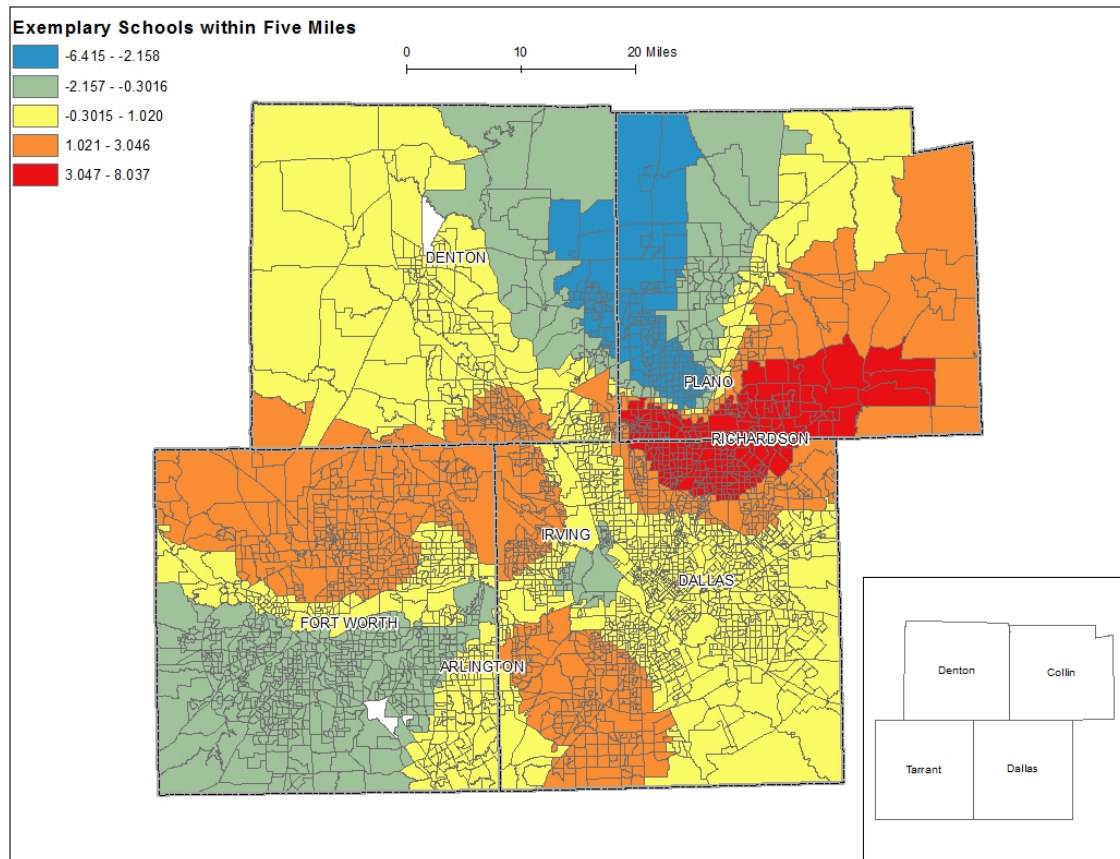 Exemplary Schools within Five Miles
-6.415 - -2.158
-2.157 - -0.3016
-0.3015 - 1.020
1.021 - 3.046
3.047 - 8.037
0 10 20 Miles
DENTON
PLANO
RICHARDSON
IRVING
DALLAS
FORT WORTH
ARLINGTON
Denton
Collin
Tarrant
Dallas